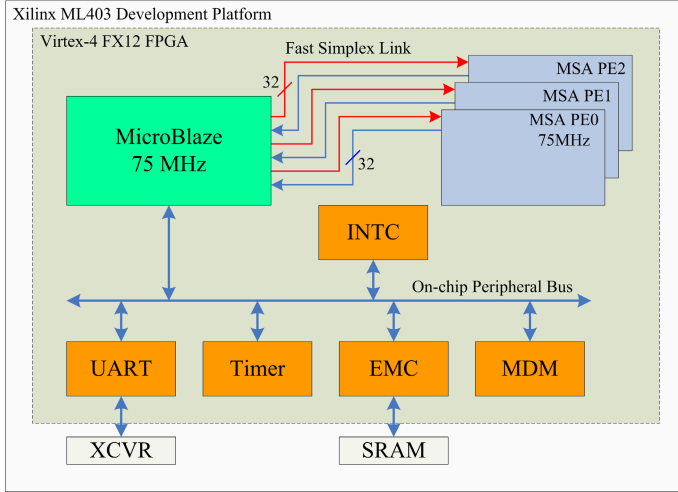 Xilinx ML403 Development Platform
Virtex-4 FX12 FPGA
Fast Simplex Link
32
MSA PE2
MSA PE1
MSA PE0
75MHz
MicroBlaze
75 MHz
32
INTC
On-chip Peripheral Bus
UART
Timer
EMC
MDM
XCVR
SRAM